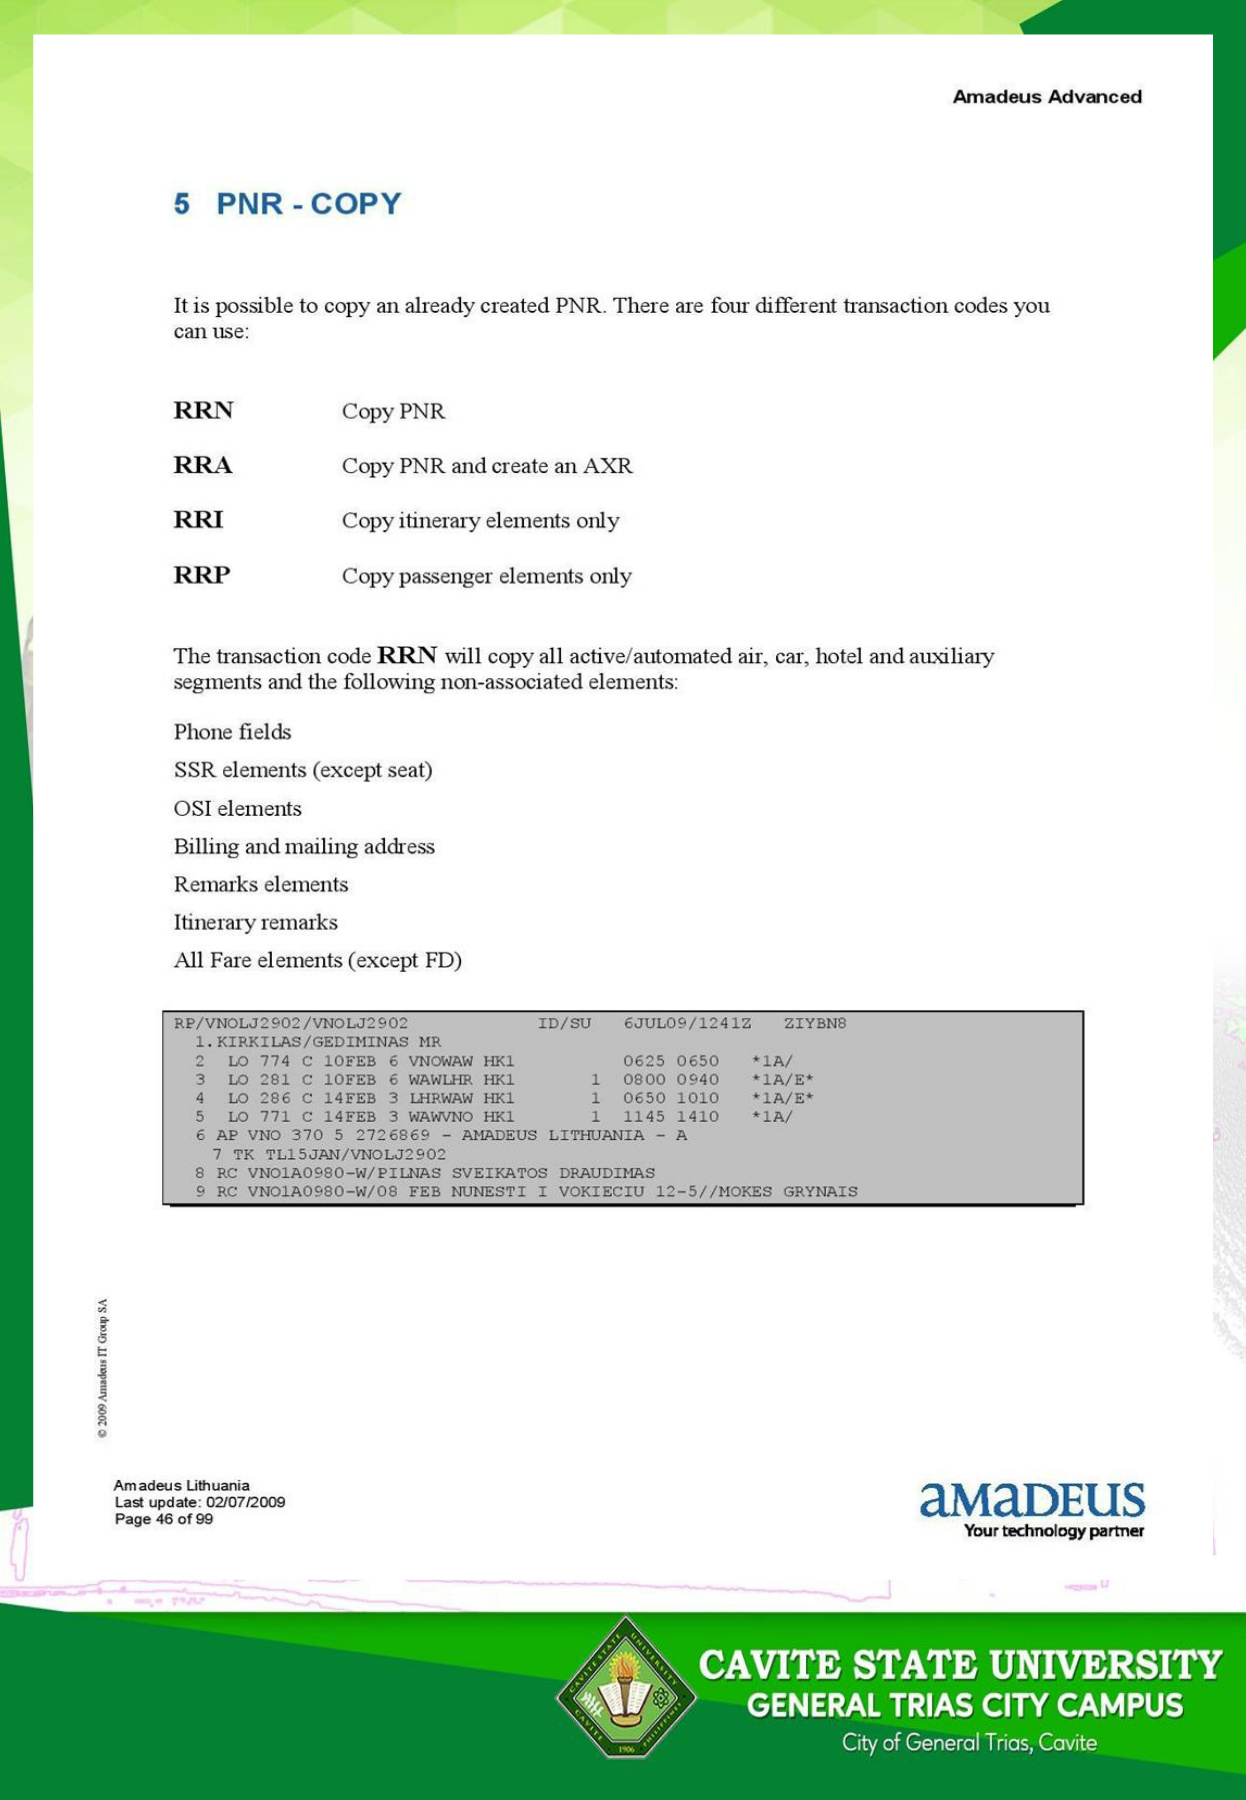 Amadeus Advanced
5 PNR - COPY
It is possible to copy an already created PNR. There are four different transaction codes you
can use:
RRN Copy PNR
RRA Copy PNR and create an AXR
RRI Copy itinerary elements only
RRP Copy passenger elements only
The transaction code RRN will copy all active/automated air, car, hotel and auxiliary
segments and the following non-associated elements:
Phone fields
SSR elements (except seat)
OSI elements
Billing and mailing address
Remarks elements
Itinerary remarks
All Fare elements (except FD)
RP/VNOLJ2902/VNOLJ2902 ID/SU 6JUL09/1241Z ZIYBN8
1.KIRKILAS/GEDIMINAS MR
2 LO 774 C 10FEB 6 VNOWAW HK1 0625 0650 *1A/
3 LO 281 C 10FEB 6 WAWLHR HK1 1 0800 0940 *1A/E*
4 LO 286 C 14FEB 3 LHRWAW HK1 1 0650 1010 *1A/E*
5 LO 771 C 14FEB 3 WAWVNO HK1 1 1145 1410 *1A/
6 AP VNO 370 5 2726869 - AMADEUS LITHUANIA - A
7 TK TL15JAN/VNOLJ2902
8 RC VNO1A0980-W/PILNAS SVEIKATOS DRAUDIMAS
9 RC VNO1A0980-W/08 FEB NUNESTI I VOKIECIU 12-5//MOKES GRYNAIS
© 2009 Amadeus IT Group SA
Amadeus Lithuania
Last update: 02/07/2009
Page 46 of 99
amadeus
Your technology partner
CAVITE STATE UNIVERSITY
CAVITE PHILIPPINES
1906
CAVITE STATE UNIVERSITY
GENERAL TRIAS CITY CAMPUS
City of General Trias, Cavite